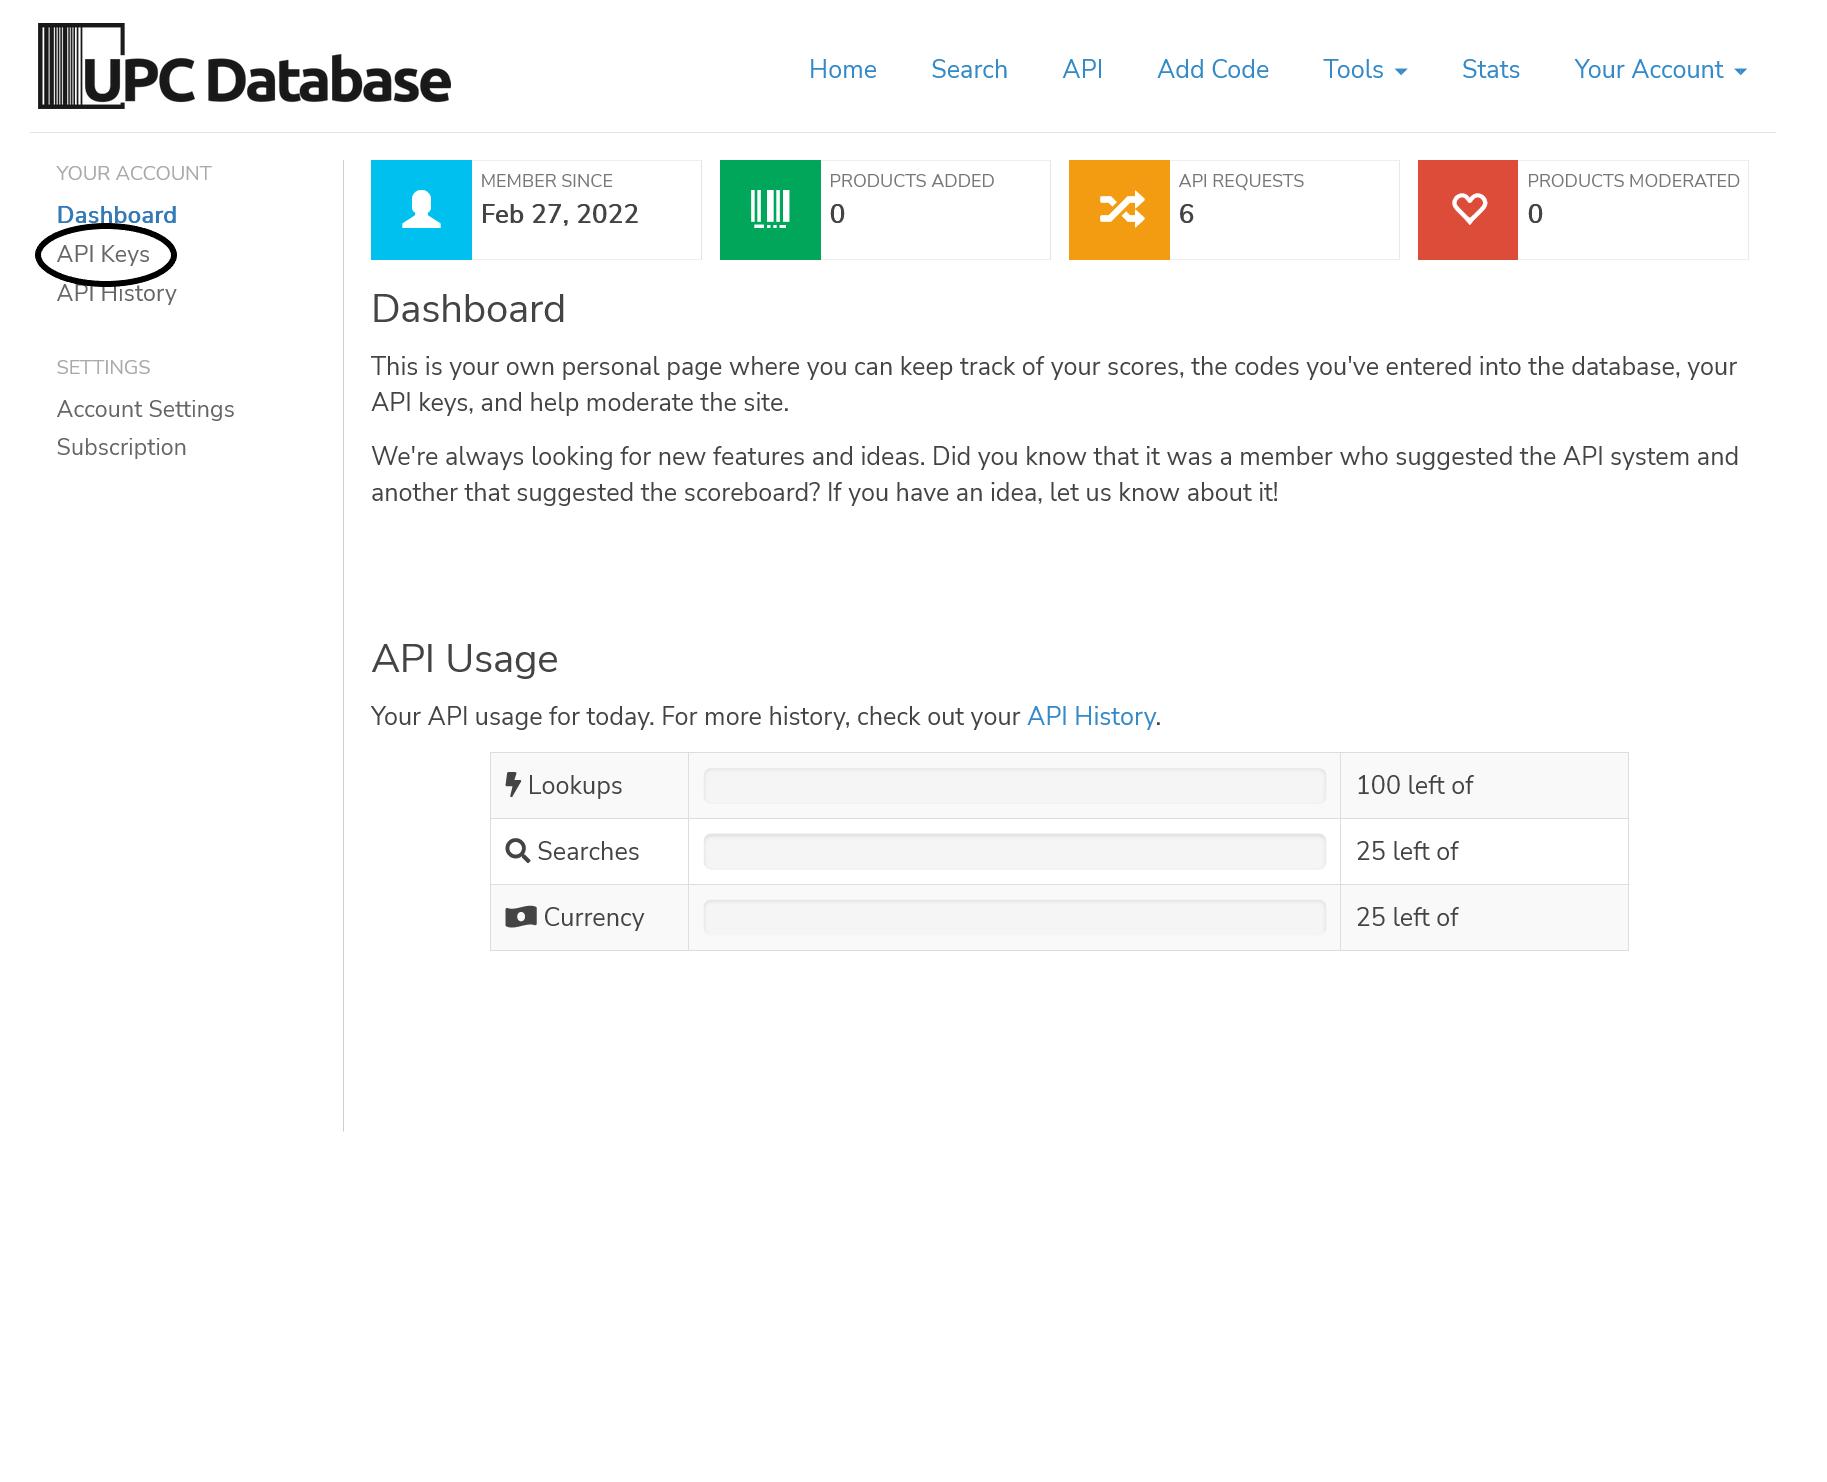 UPC Database
Home Search API Add Code Tools Stats Your Account
YOUR ACCOUNT
Dashboard
API Keys
API History
SETTINGS
Account Settings
Subscription
MEMBER SINCE
Feb 27, 2022
PRODUCTS ADDED
0
API REQUESTS
6
PRODUCTS MODERATED
0
Dashboard
This is your own personal page where you can keep track of your scores, the codes you've entered into the database, your
API keys, and help moderate the site.
We're always looking for new features and ideas. Did you know that it was a member who suggested the API system and
another that suggested the scoreboard? If you have an idea, let us know about it!
API Usage
Your API usage for today. For more history, check out your API History.
Lookups 100 left of
Searches 25 left of
Currency 25 left of